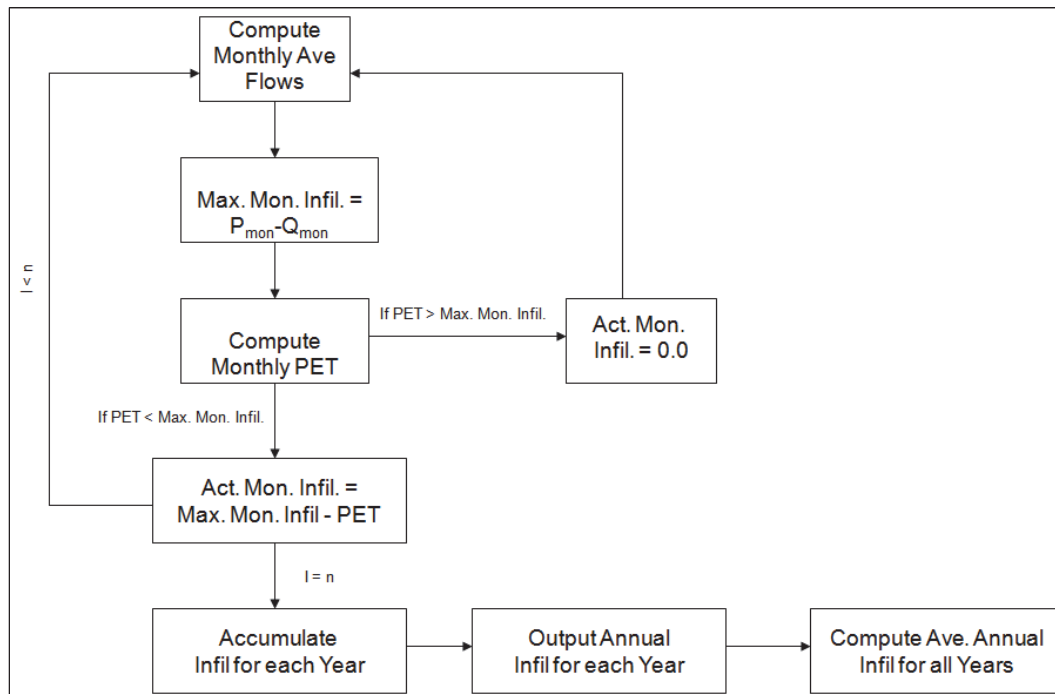 Compute
Monthly Ave
Flows
Max. Mon. Infil. =
Pmon-Qmon
I < n
If PET > Max. Mon. Infil.
Compute
Monthly PET
Act. Mon.
Infil. = 0.0
If PET < Max. Mon. Infil.
Act. Mon. Infil. =
Max. Mon. Infil - PET
I = n
Accumulate
Infil for each Year
Output Annual
Infil for each Year
Compute Ave. Annual
Infil for all Years